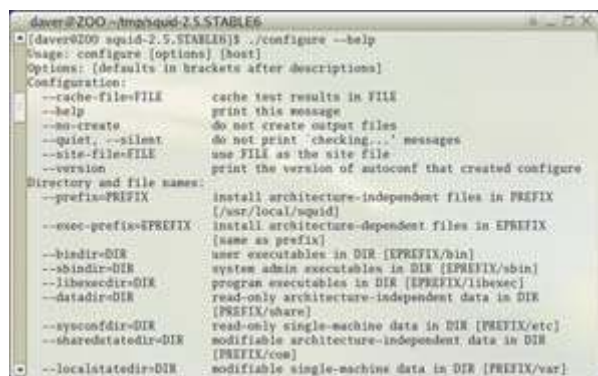 daver@ZOO ~/tmp/squid-2.5.STABLE6
[daver@ZOO squid-2.5.STABLE6]$ ./configure --help
Usage: configure [options] [host]
Options: [defaults in brackets after descriptions]
Configuration:
--cache-file=FILE cache test results in FILE
--help print this message
--no-create do not create output files
--quiet, --silent do not print `checking...' messages
--site-file=FILE use FILE as the site file
--version print the version of autoconf that created configure
Directory and file names:
--prefix=PREFIX install architecture-independent files in PREFIX
[/usr/local/squid]
--exec-prefix=EPREFIX install architecture-dependent files in EPREFIX
[same as prefix]
--bindir=DIR user executables in DIR [EPREFIX/bin]
--sbindir=DIR system admin executables in DIR [EPREFIX/sbin]
--libexecdir=DIR program executables in DIR [EPREFIX/libexec]
--datadir=DIR read-only architecture-independent data in DIR
[PREFIX/share]
--sysconfdir=DIR read-only single-machine data in DIR [PREFIX/etc]
--sharedstatedir=DIR modifiable architecture-independent data in DIR
[PREFIX/com]
--localstatedir=DIR modifiable single-machine data in DIR [PREFIX/var]